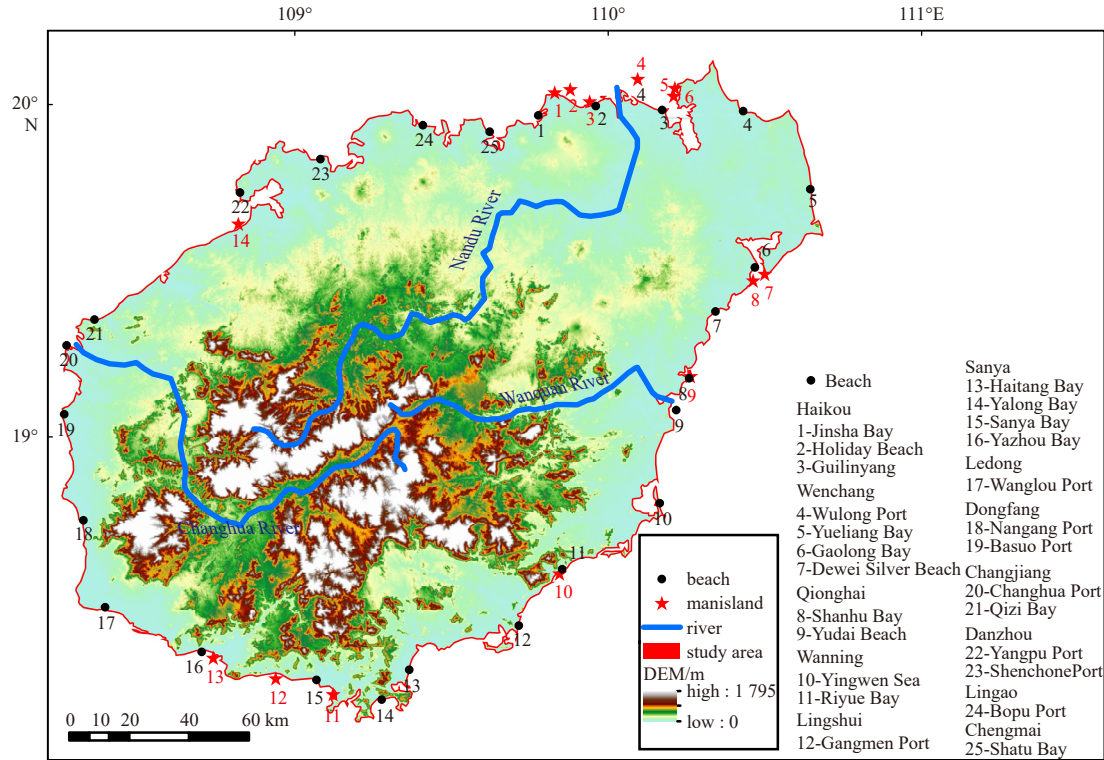 109°
110°
111°E
20°
N
19°
4
5
6
1
2
3
4
2
3
4
1
24
25
23
5
22
14
6
8
7
7
21
20
8
9
9
19
10
18
11
10
17
12
16
13
12
15
11
14
13
Nandu River
Wanquan River
Changhua River
0 10 20 40 60 km
beach
manisland
river
study area
DEM/m
high : 1 795
low : 0
Beach
Haikou
1-Jinsha Bay
2-Holiday Beach
3-Guilinyang
Wenchang
4-Wulong Port
5-Yueliang Bay
6-Gaolong Bay
7-Dewei Silver Beach
Qionghai
8-Shanhu Bay
9-Yudai Beach
Wanning
10-Yingwen Sea
11-Riyue Bay
Lingshui
12-Gangmen Port
Sanya
13-Haitang Bay
14-Yalong Bay
15-Sanya Bay
16-Yazhou Bay
Ledong
17-Wanglou Port
Dongfang
18-Nangang Port
19-Basuo Port
Changjiang
20-Changhua Port
21-Qizi Bay
Danzhou
22-Yangpu Port
23-ShenchonePort
Lingao
24-Bopu Port
Chengmai
25-Shatu Bay